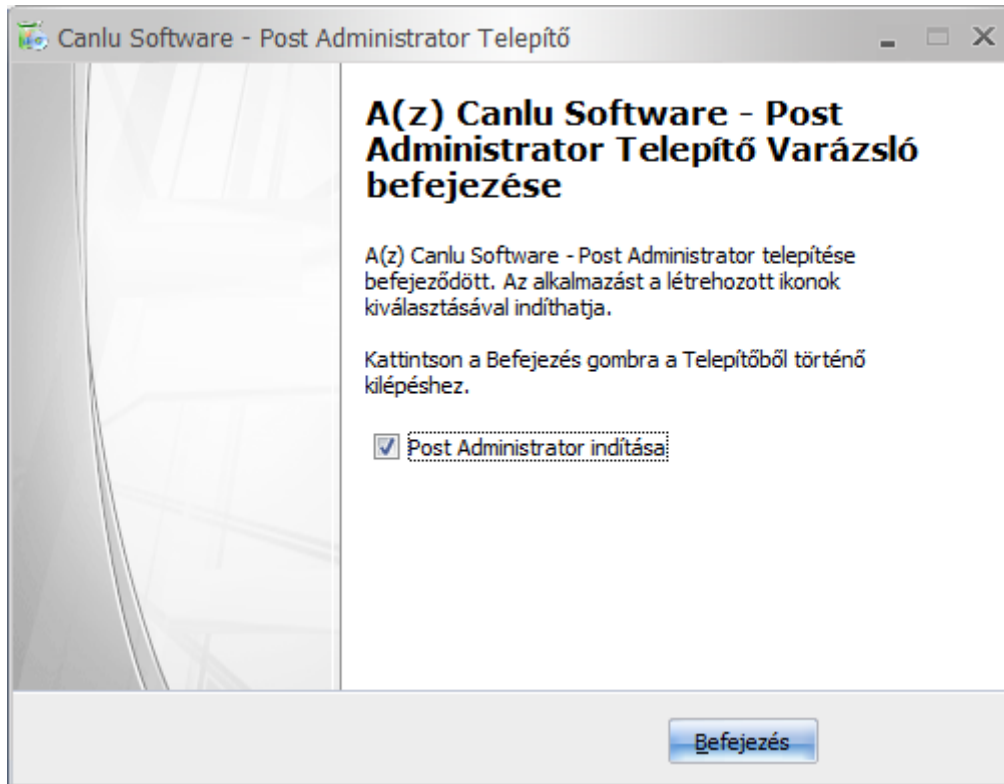 Canlu Software - Post Administrator Telepítő
A(z) Canlu Software - Post
Administrator Telepítő Varázsló
befejezése
A(z) Canlu Software - Post Administrator telepítése
befejeződött. Az alkalmazást a létrehozott ikonok
kiválasztásával indíthatja.
Kattintson a Befejezés gombra a Telepítőből történő
kilépéshez.
Post Administrator indítása
Befejezés